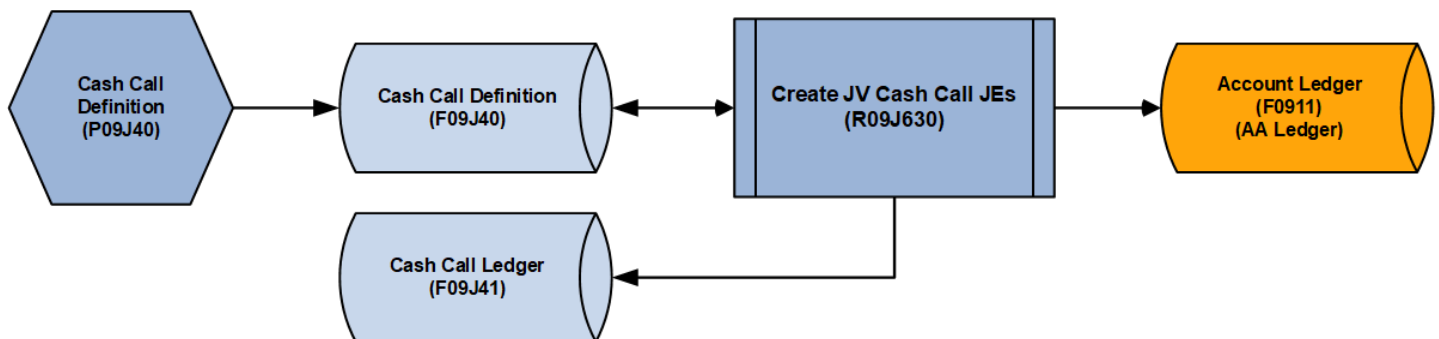 Cash Call
Definition
(P09J40)
Cash Call Definition
(F09J40)
Create JV Cash Call JEs
(R09J630)
Account Ledger
(F0911)
(AA Ledger)
Cash Call Ledger
(F09J41)